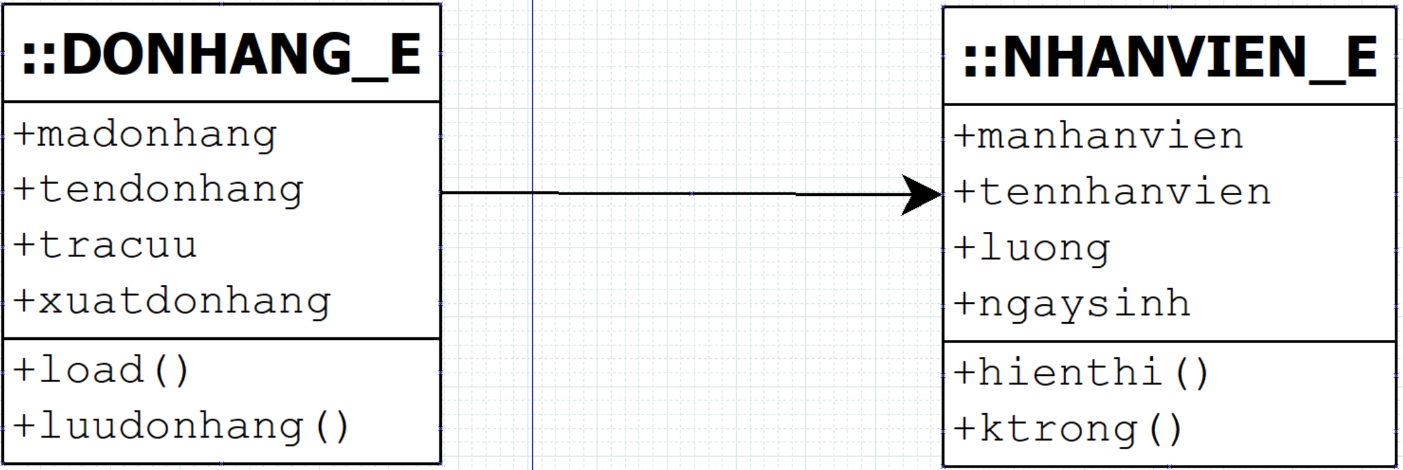 ::DONHANG_E
+madonhang
+tendonhang
+tracuu
+xuatdonhang
+load()
+luudonhang()
::NHANVIEN_E
+manhanvien
+tennhanvien
+luong
+ngaysinh
+hienthi()
+ktrong()